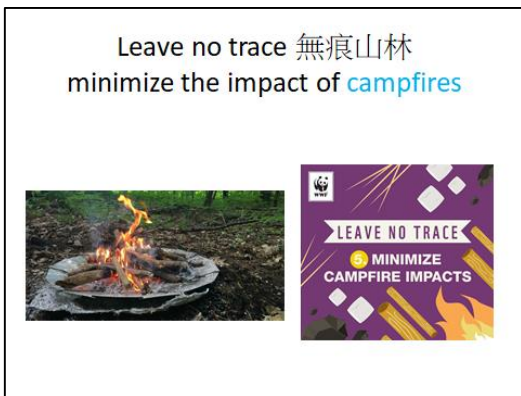 Leave no trace 無痕山林
minimize the impact of campfires
WWF
LEAVE NO TRACE
5. MINIMIZE
CAMPFIRE IMPACTS